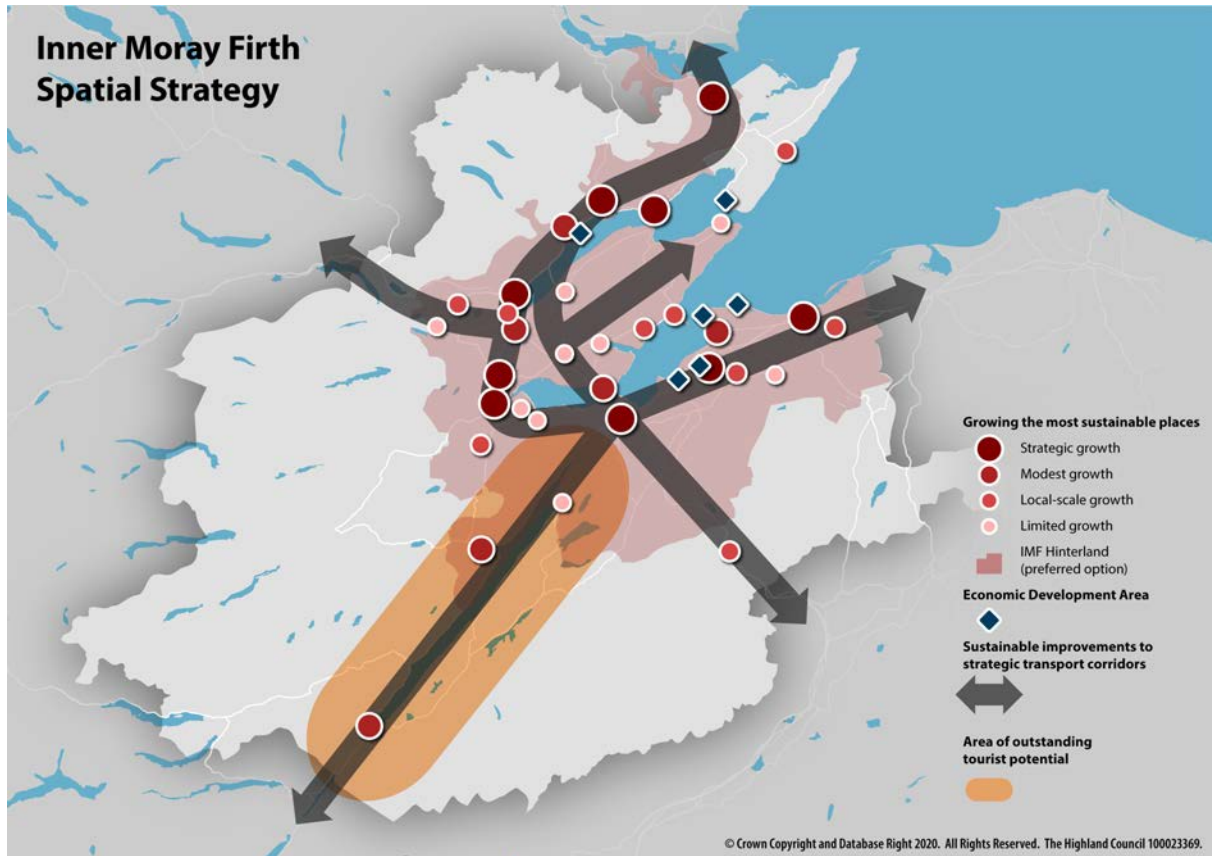 Inner Moray Firth
Spatial Strategy
Growing the most sustainable places
Strategic growth
Modest growth
Local-scale growth
Limited growth
IMF Hinterland
(preferred option)
Economic Development Area
Sustainable improvements to
strategic transport corridors
Area of outstanding
tourist potential
© Crown Copyright and Database Right 2020. All Rights Reserved. The Highland Council 100023369.